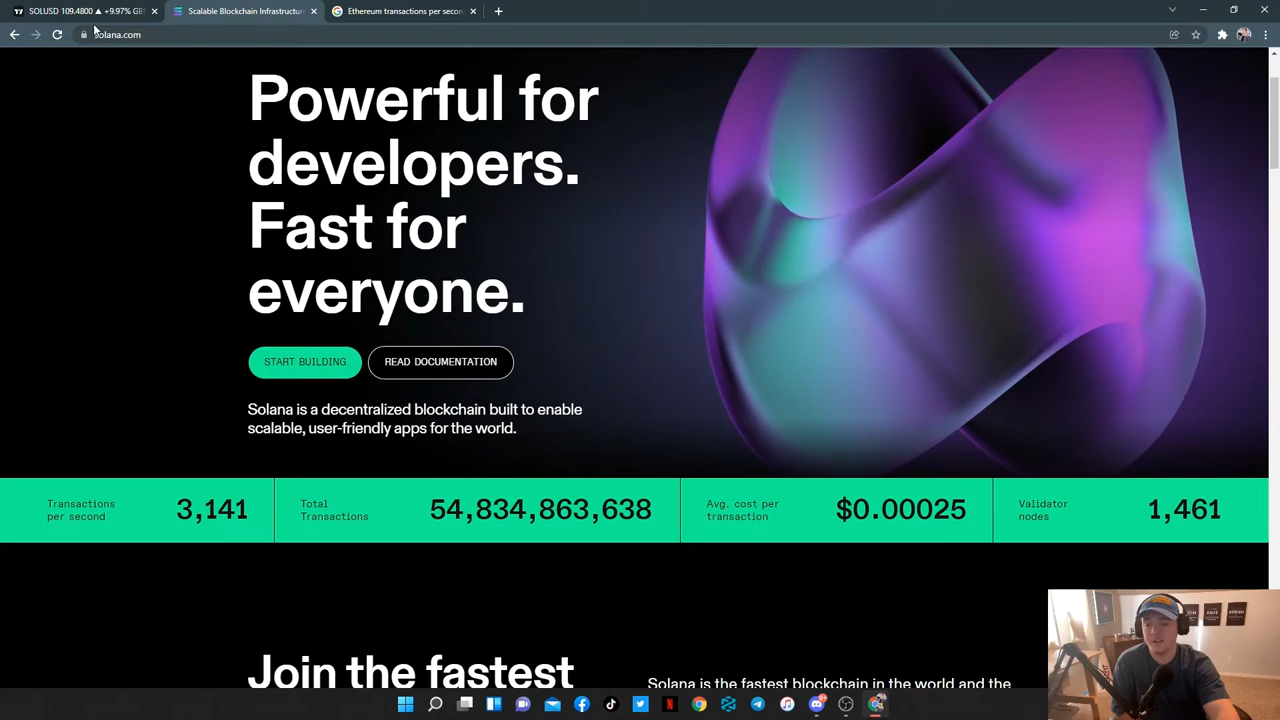 SOLUSD 109.4800 ▲ +9.97% GB
Scalable Blockchain Infrastructure
Ethereum transactions per secon
solana.com
Powerful for
developers.
Fast for
everyone.
START BUILDING
READ DOCUMENTATION
Solana is a decentralized blockchain built to enable
scalable, user-friendly apps for the world.
Transactions
per second
3,141
Total
Transactions
54,834,863,638
Avg. cost per
transaction
$0.00025
Validator
nodes
1,461
Join the fastest
Solana is the fastest blockchain in the world and the